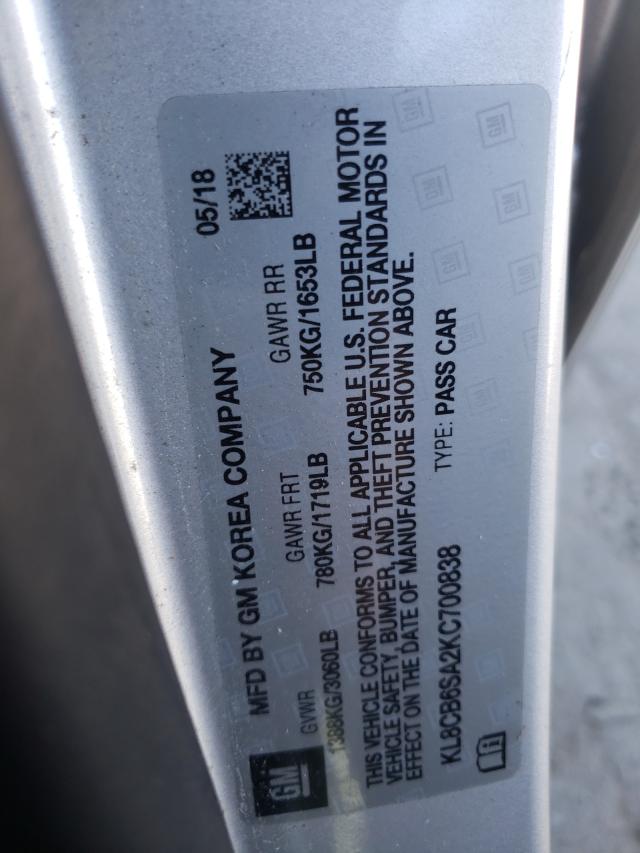 MFD BY GM KOREA COMPANY 05/18
GVWR GAWR FRT GAWR RR
1388KG/3060LB 780KG/1719LB 750KG/1653LB
THIS VEHICLE CONFORMS TO ALL APPLICABLE U.S. FEDERAL MOTOR
VEHICLE SAFETY, BUMPER, AND THEFT PREVENTION STANDARDS IN
EFFECT ON THE DATE OF MANUFACTURE SHOWN ABOVE.
KL8CB6SA2KC700838 TYPE: PASS CAR
GM